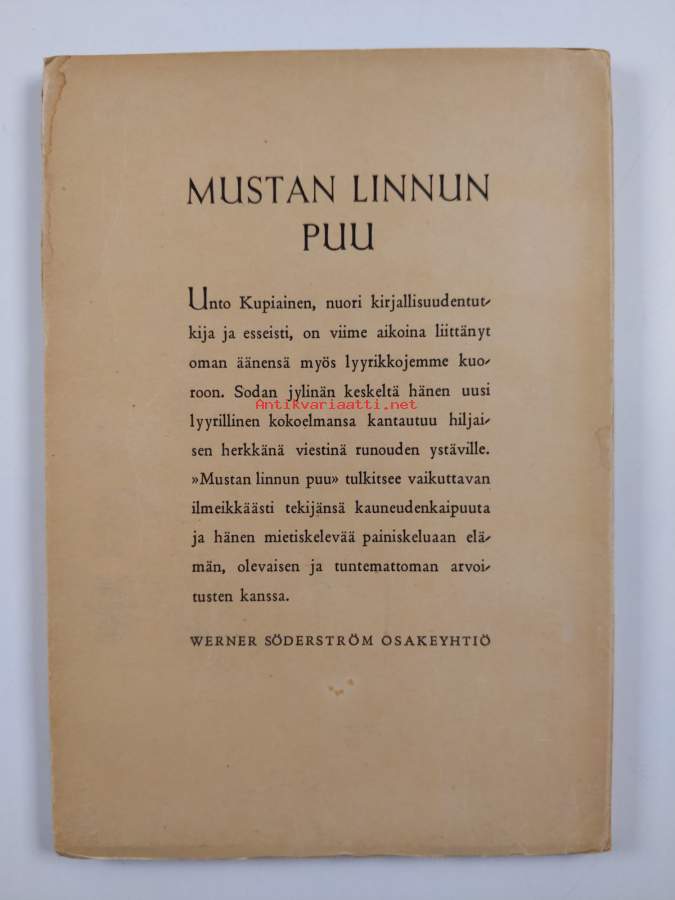 MUSTAN LINNUN
PUU
Unto Kupiainen, nuori kirjallisuudentut-
kija ja esseisti, on viime aikoina liittänyt
oman äänensä myös lyyrikkojemme kuo-
roon. Sodan jylinän keskeltä hänen uusi
Antikvariaatti.net
lyyrillinen kokoelmansa kantautuu hiljai-
sen herkkänä viestinä runouden ystäville.
»Mustan linnun puu» tulkitsee vaikuttavan
ilmeikkäästi tekijänsä kauneudenkaipuuta
ja hänen mietiskelevää painiskeluaan elä-
män, olevaisen ja tuntemattoman arvoi-
tusten kanssa.
WERNER SÖDERSTRÖM OSAKEYHTIÖ